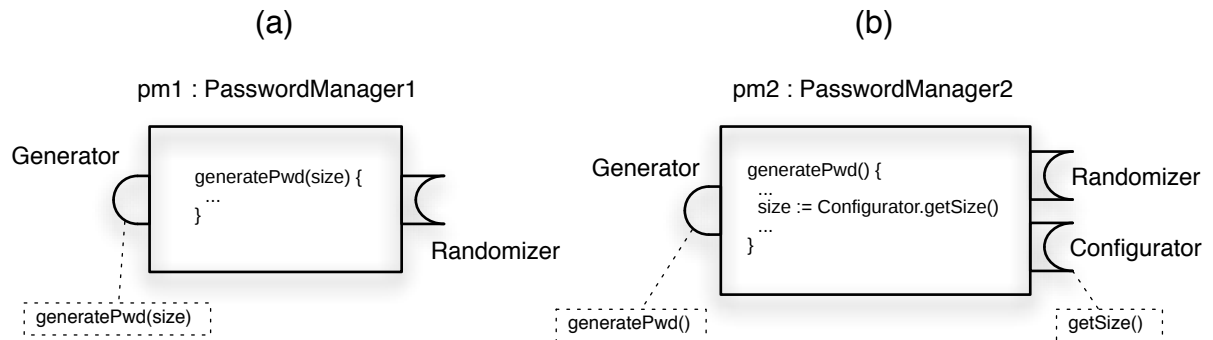 (a)
pm1 : PasswordManager1
Generator
generatePwd(size) {
...
}
Randomizer
generatePwd(size)
(b)
pm2 : PasswordManager2
Generator
generatePwd() {
...
size := Configurator.getSize()
...
}
Randomizer
Configurator
generatePwd()
getSize()